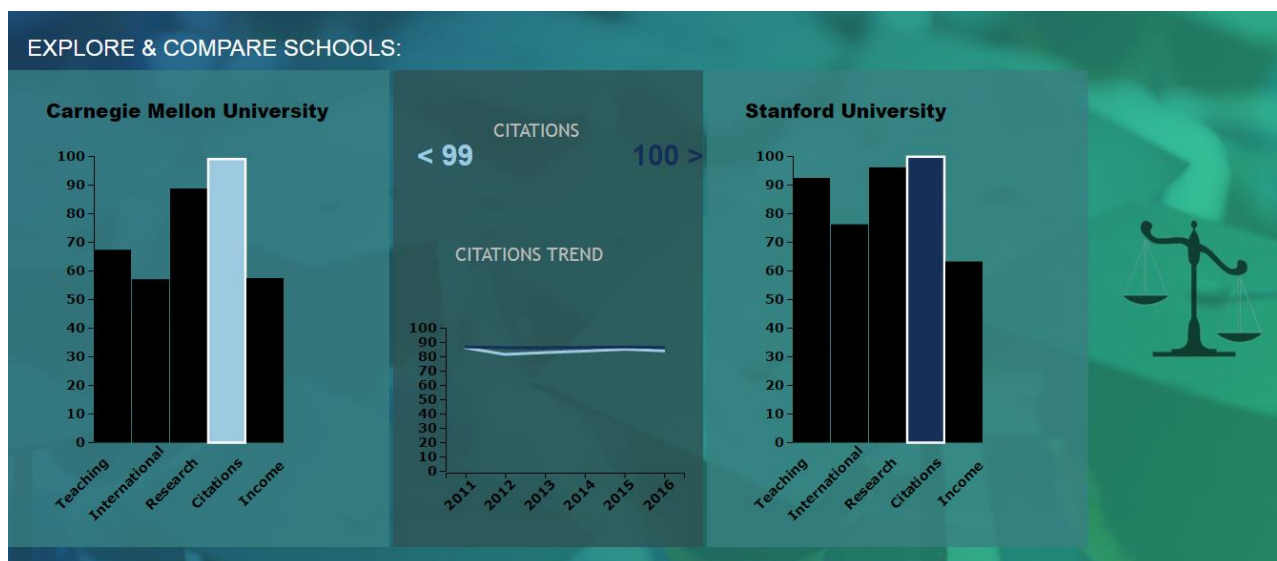 EXPLORE & COMPARE SCHOOLS:
Carnegie Mellon University
100
90
80
70
60
50
40
30
20
10
0
Teaching
International
Research
Citations
Income
CITATIONS
< 99
100 >
CITATIONS TREND
100
90
80
70
60
50
40
30
20
10
0
2011
2012
2013
2014
2015
2016
Stanford University
100
90
80
70
60
50
40
30
20
10
0
Teaching
International
Research
Citations
Income